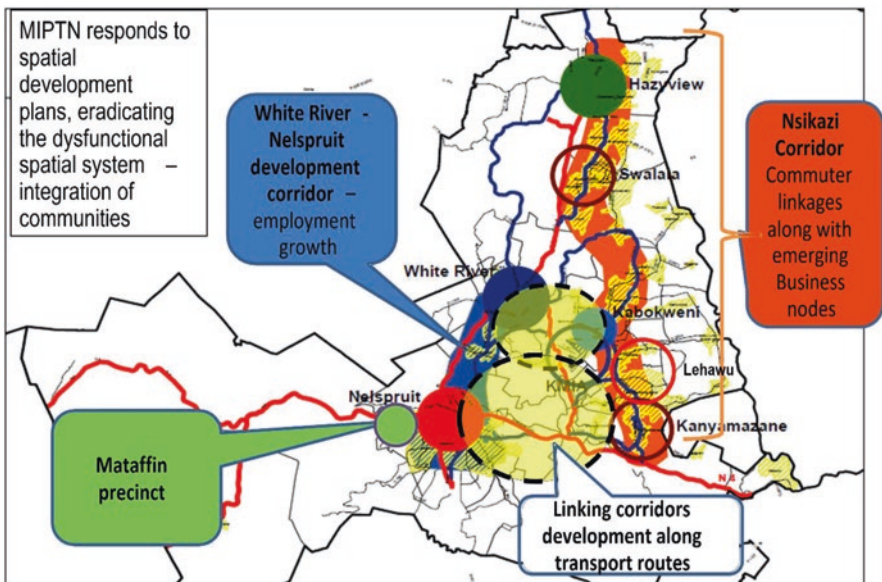 MIPTN responds to
spatial
development
plans, eradicating
the dysfunctional
spatial system –
integration of
communities
White River -
Nelspruit
development
corridor –
employment
growth
Hazyview
Swalala
Nsikazi
Corridor
Commuter
linkages
along with
emerging
Business
nodes
White River
Kabokweni
Lehawu
KMIA
Nelspruit
Kanyamazane
Mataffin
precinct
N4
Linking corridors
development along
transport routes